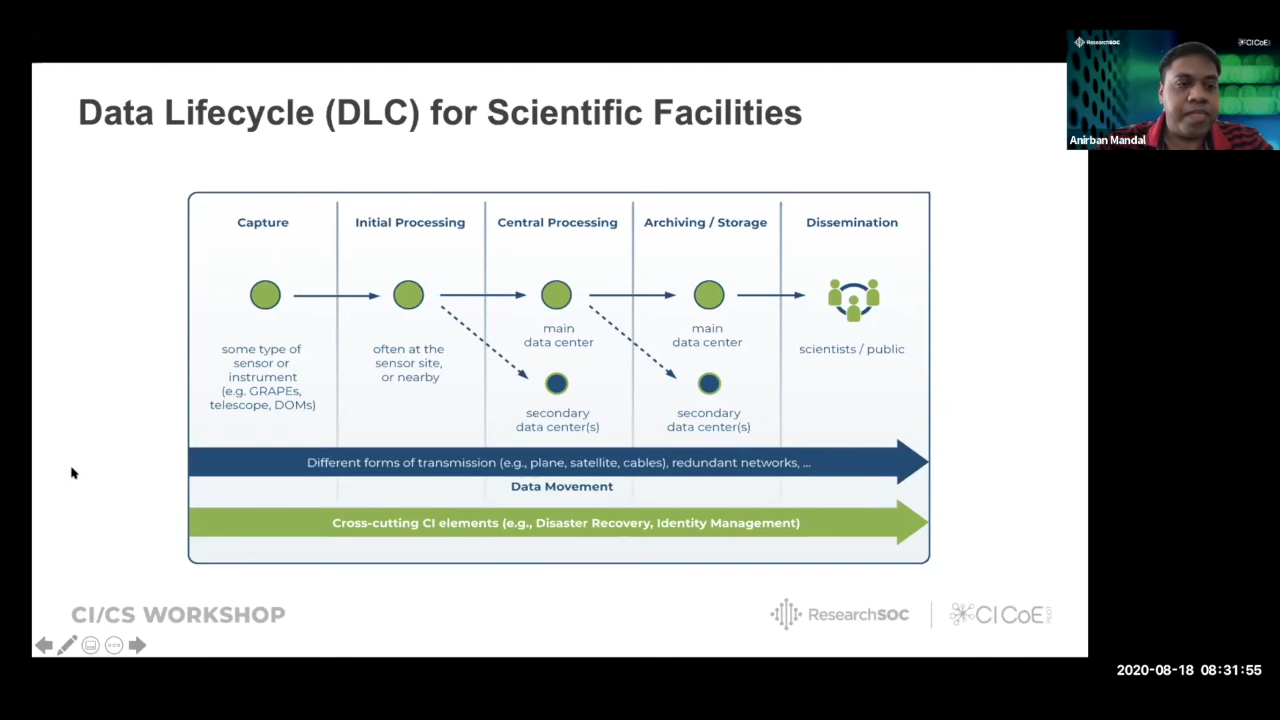 ResearchSOC
CI CoE
Anirban Mandal
Data Lifecycle (DLC) for Scientific Facilities
Capture
Initial Processing
Central Processing
Archiving / Storage
Dissemination
some type of
sensor or
instrument
(e.g. GRAPEs,
telescope, DOMs)
often at the
sensor site,
or nearby
main
data center
secondary
data center(s)
main
data center
secondary
data center(s)
scientists / public
Different forms of transmission (e.g., plane, satellite, cables), redundant networks, ...
Data Movement
Cross-cutting CI elements (e.g., Disaster Recovery, Identity Management)
CI/CS WORKSHOP
ResearchSOC
CI CoE
PILOT
2020-08-18 08:31:55